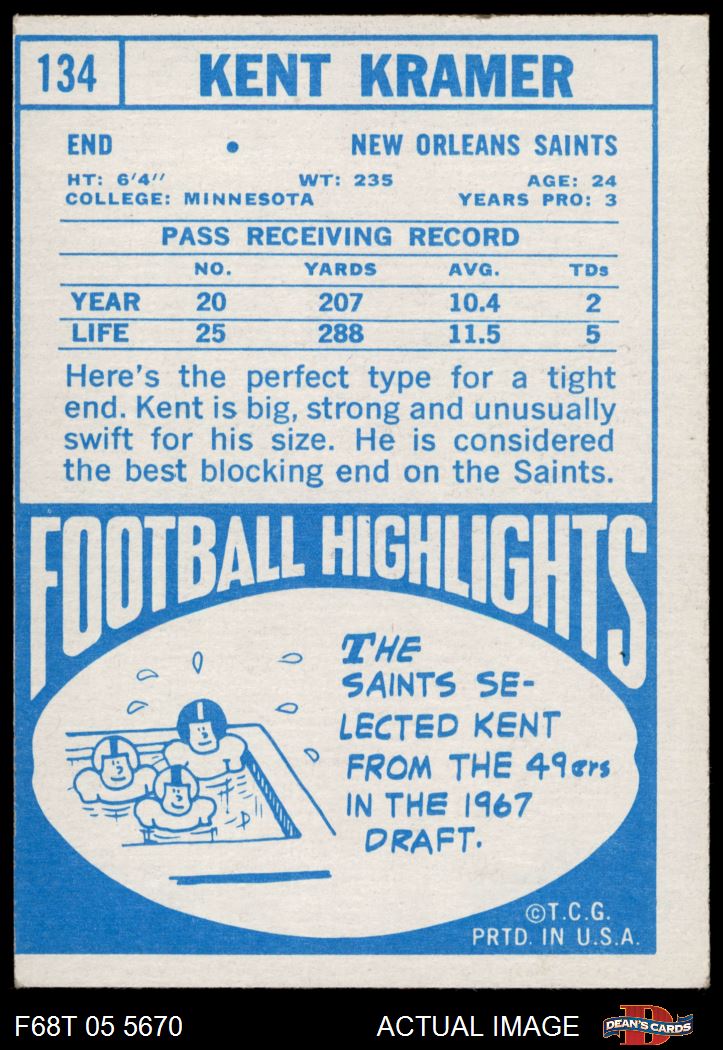 134 KENT KRAMER
END • NEW ORLEANS SAINTS
HT: 6'4'' WT: 235 AGE: 24
COLLEGE: MINNESOTA YEARS PRO: 3
PASS RECEIVING RECORD
NO. YARDS AVG. TDs
YEAR 20 207 10.4 2
LIFE 25 288 11.5 5
Here's the perfect type for a tight
end. Kent is big, strong and unusually
swift for his size. He is considered
the best blocking end on the Saints.
FOOTBALL HIGHLIGHTS
THE
SAINTS SE-
LECTED KENT
FROM THE 49ers
IN THE 1967
DRAFT.
©T.C.G.
PRTD. IN U.S.A.
F68T 05 5670 ACTUAL IMAGE D DEAN'S CARDS